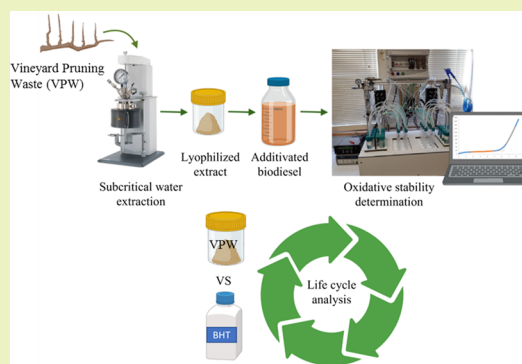 Vineyard Pruning
Waste (VPW)
Subcritical water
extraction
Lyophilized
extract
Additivated
biodiesel
Oxidative stability
determination
VPW
VS
BHT
Life cycle
analysis